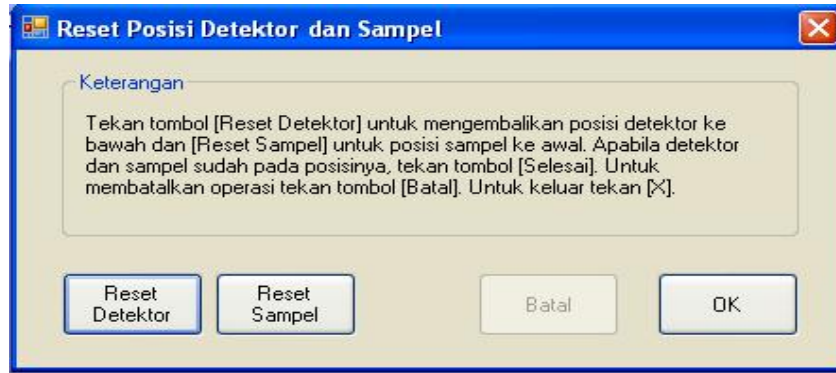 Reset Posisi Detektor dan Sampel
Keterangan
Tekan tombol [Reset Detektor] untuk mengembalikan posisi detektor ke
bawah dan [Reset Sampel] untuk posisi sampel ke awal. Apabila detektor
dan sampel sudah pada posisinya, tekan tombol [Selesai]. Untuk
membatalkan operasi tekan tombol [Batal]. Untuk keluar tekan [X].
Reset
Detektor
Reset
Sampel
Batal
OK